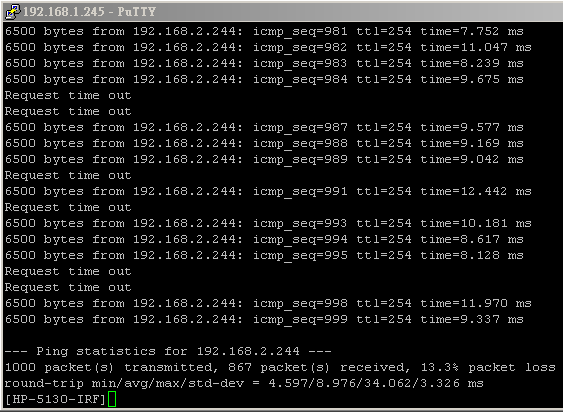 192.168.1.245 - PuTTY
6500 bytes from 192.168.2.244: icmp_seq=981 ttl=254 time=7.752 ms
6500 bytes from 192.168.2.244: icmp_seq=982 ttl=254 time=11.047 ms
6500 bytes from 192.168.2.244: icmp_seq=983 ttl=254 time=8.239 ms
6500 bytes from 192.168.2.244: icmp_seq=984 ttl=254 time=9.675 ms
Request time out
Request time out
6500 bytes from 192.168.2.244: icmp_seq=987 ttl=254 time=9.577 ms
6500 bytes from 192.168.2.244: icmp_seq=988 ttl=254 time=9.169 ms
6500 bytes from 192.168.2.244: icmp_seq=989 ttl=254 time=9.042 ms
Request time out
6500 bytes from 192.168.2.244: icmp_seq=991 ttl=254 time=12.442 ms
Request time out
6500 bytes from 192.168.2.244: icmp_seq=993 ttl=254 time=10.181 ms
6500 bytes from 192.168.2.244: icmp_seq=994 ttl=254 time=8.617 ms
6500 bytes from 192.168.2.244: icmp_seq=995 ttl=254 time=8.128 ms
Request time out
Request time out
6500 bytes from 192.168.2.244: icmp_seq=998 ttl=254 time=11.970 ms
6500 bytes from 192.168.2.244: icmp_seq=999 ttl=254 time=9.337 ms
--- Ping statistics for 192.168.2.244 ---
1000 packet(s) transmitted, 867 packet(s) received, 13.3% packet loss
round-trip min/avg/max/std-dev = 4.597/8.976/34.062/3.326 ms
[HP-5130-IRF]